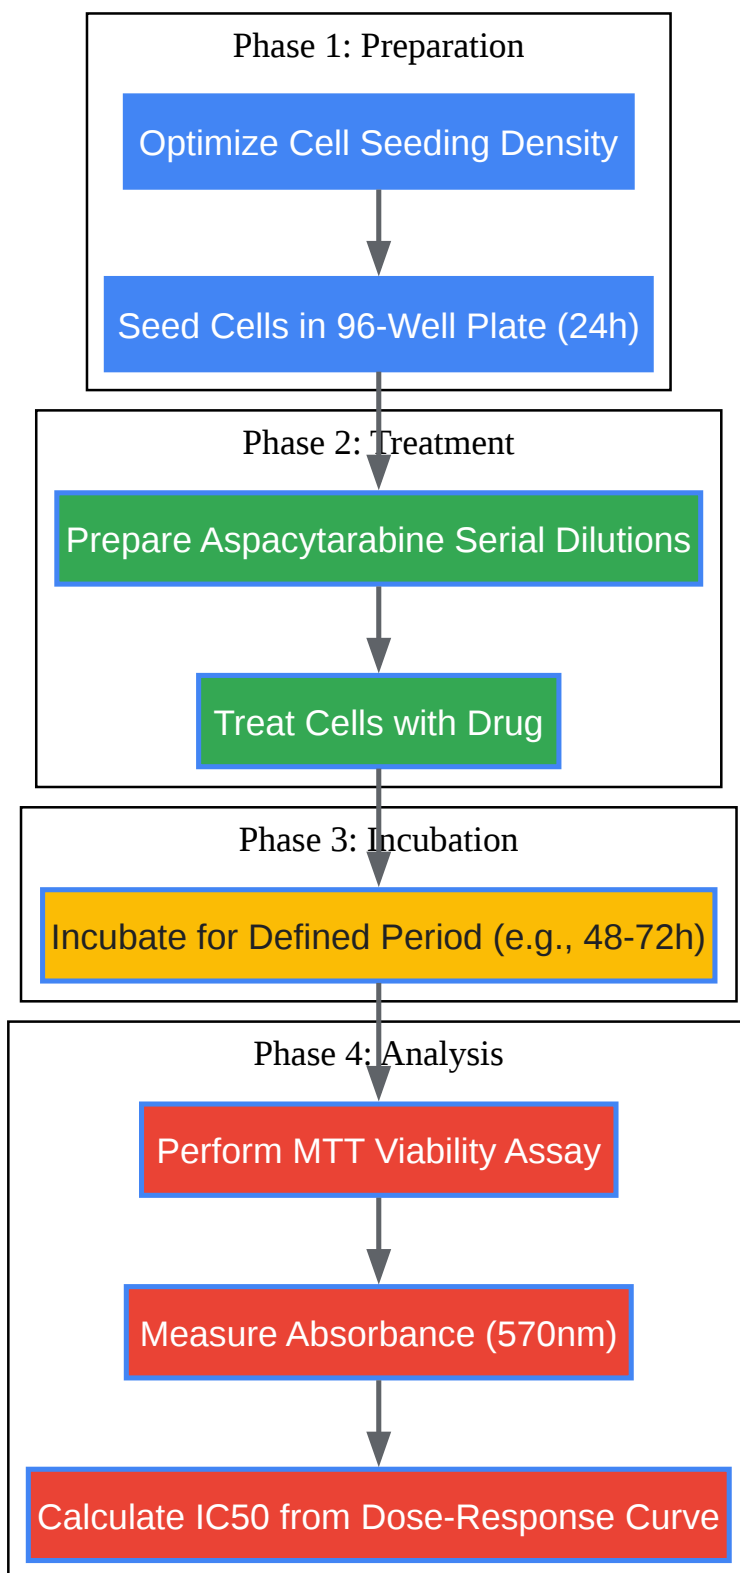 Phase 1: Preparation
Optimize Cell Seeding Density
Seed Cells in 96-Well Plate (24h)
Phase 2: Treatment
Prepare Aspacytarabine Serial Dilutions
Treat Cells with Drug
Phase 3: Incubation
Incubate for Defined Period (e.g., 48-72h)
Phase 4: Analysis
Perform MTT Viability Assay
Measure Absorbance (570nm)
Calculate IC50 from Dose-Response Curve